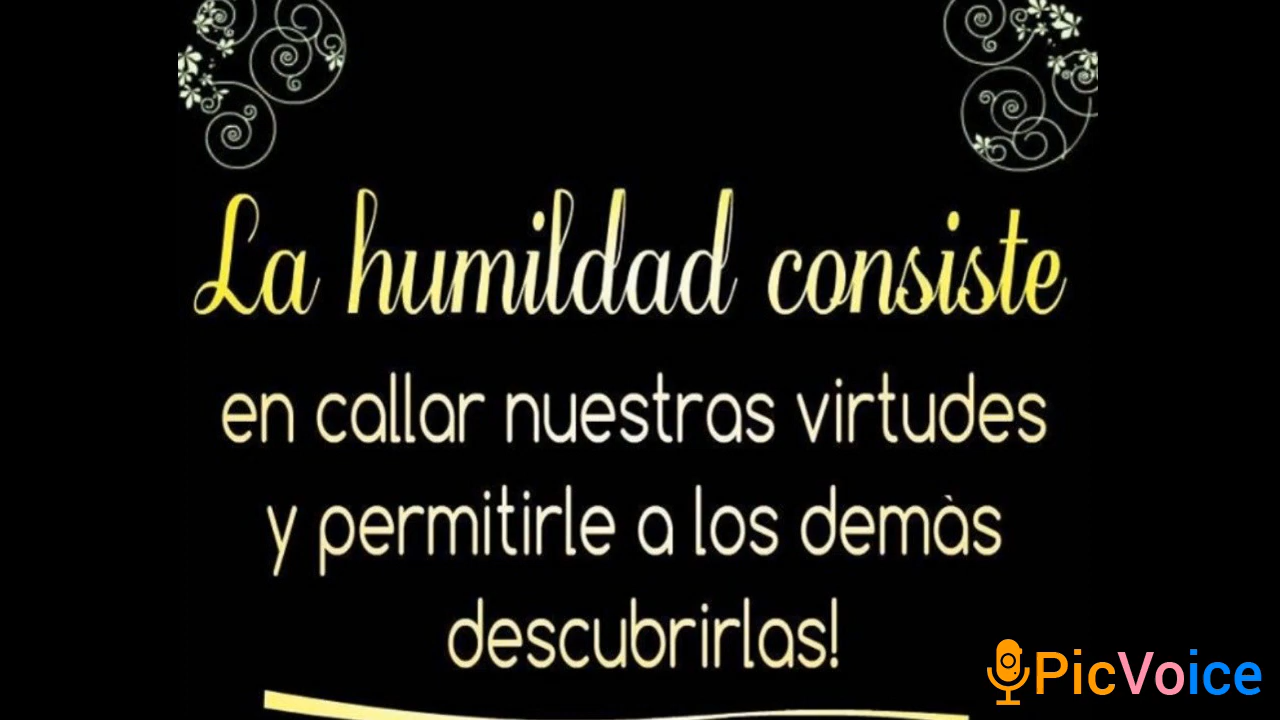 La humildad consiste
en callar nuestras virtudes
y permitirle a los demàs
descubrirlas!
PicVoice